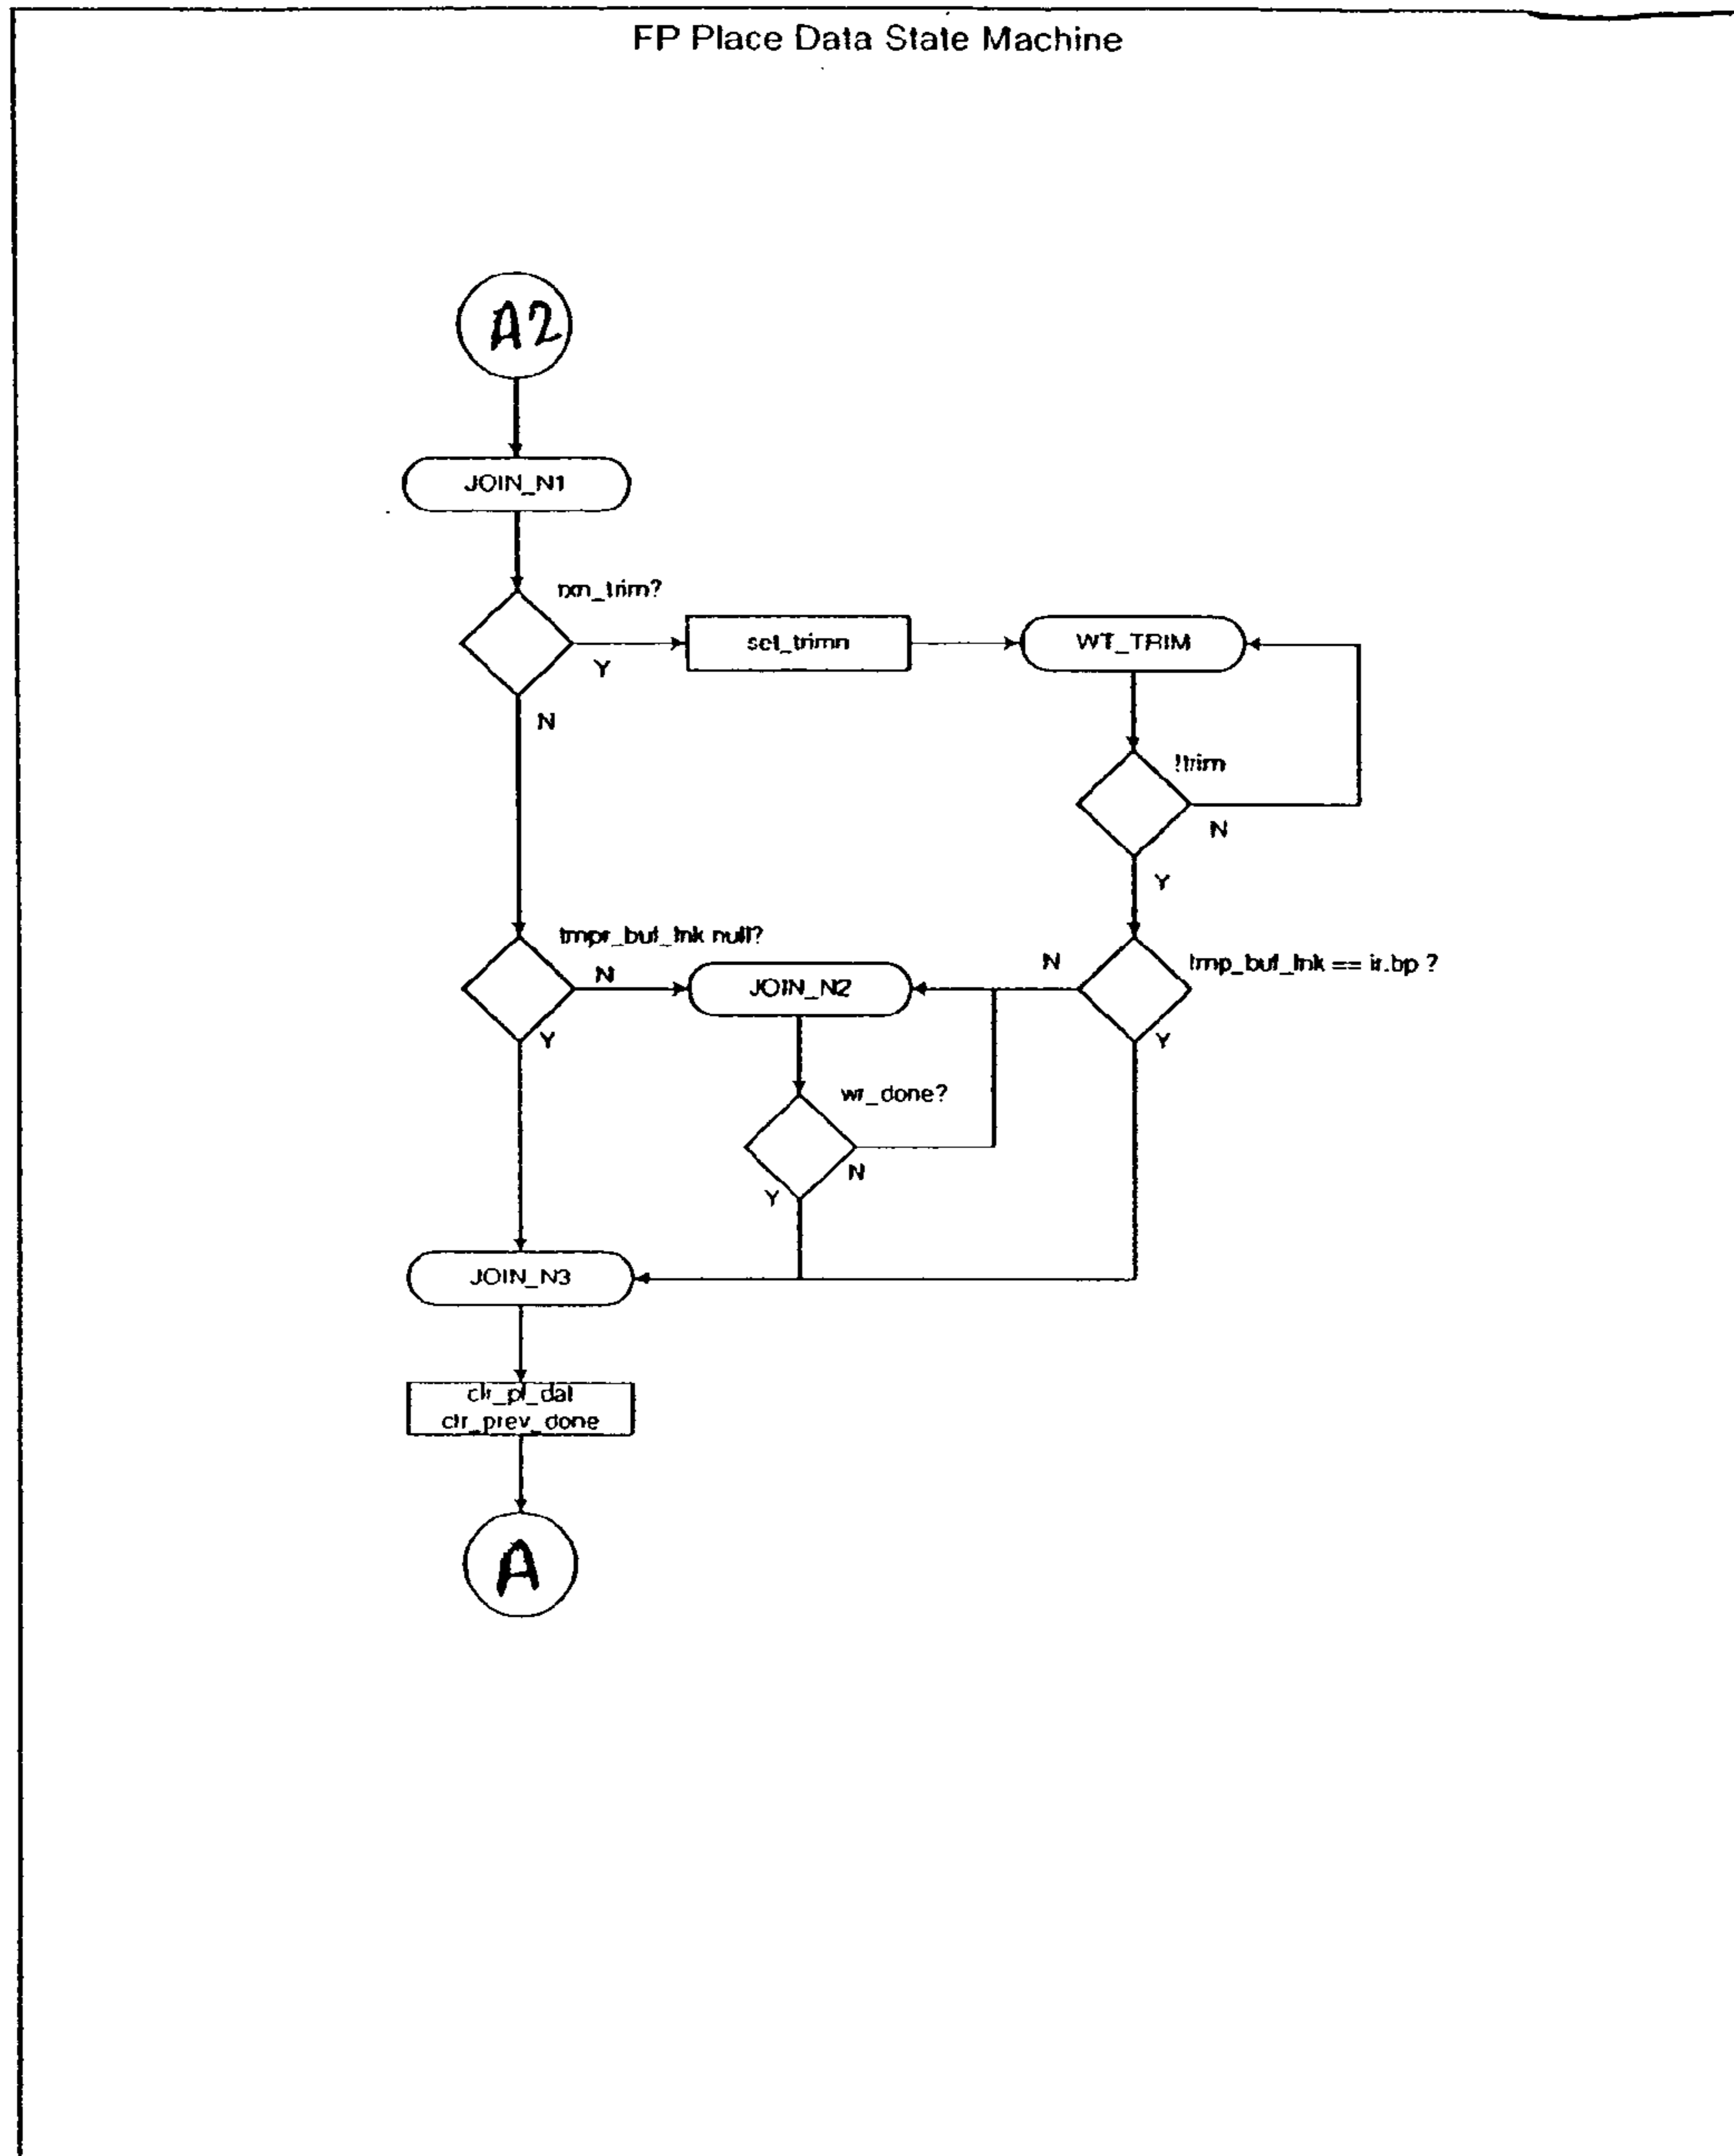 FP Place Data State Machine
A2
JOIN_N1
rxn_trim?
set_trimn
WT_TRIM
Y
N
!trim
N
Y
tmpr_buf_lnk null?
N
JOIN_N2
N
tmp_buf_lnk == ir.bp ?
Y
Y
wr_done?
N
Y
JOIN_N3
clr_pl_dat
clr_prev_done
A